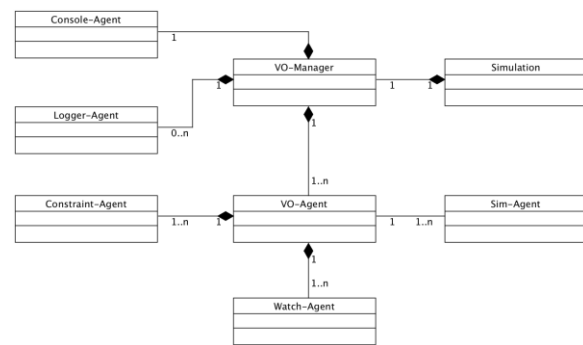 Console-Agent
1
VO-Manager
Simulation
1
1
1
Logger-Agent
0..n
1
1..n
Constraint-Agent
VO-Agent
Sim-Agent
1..n
1
1
1..n
1
1..n
Watch-Agent